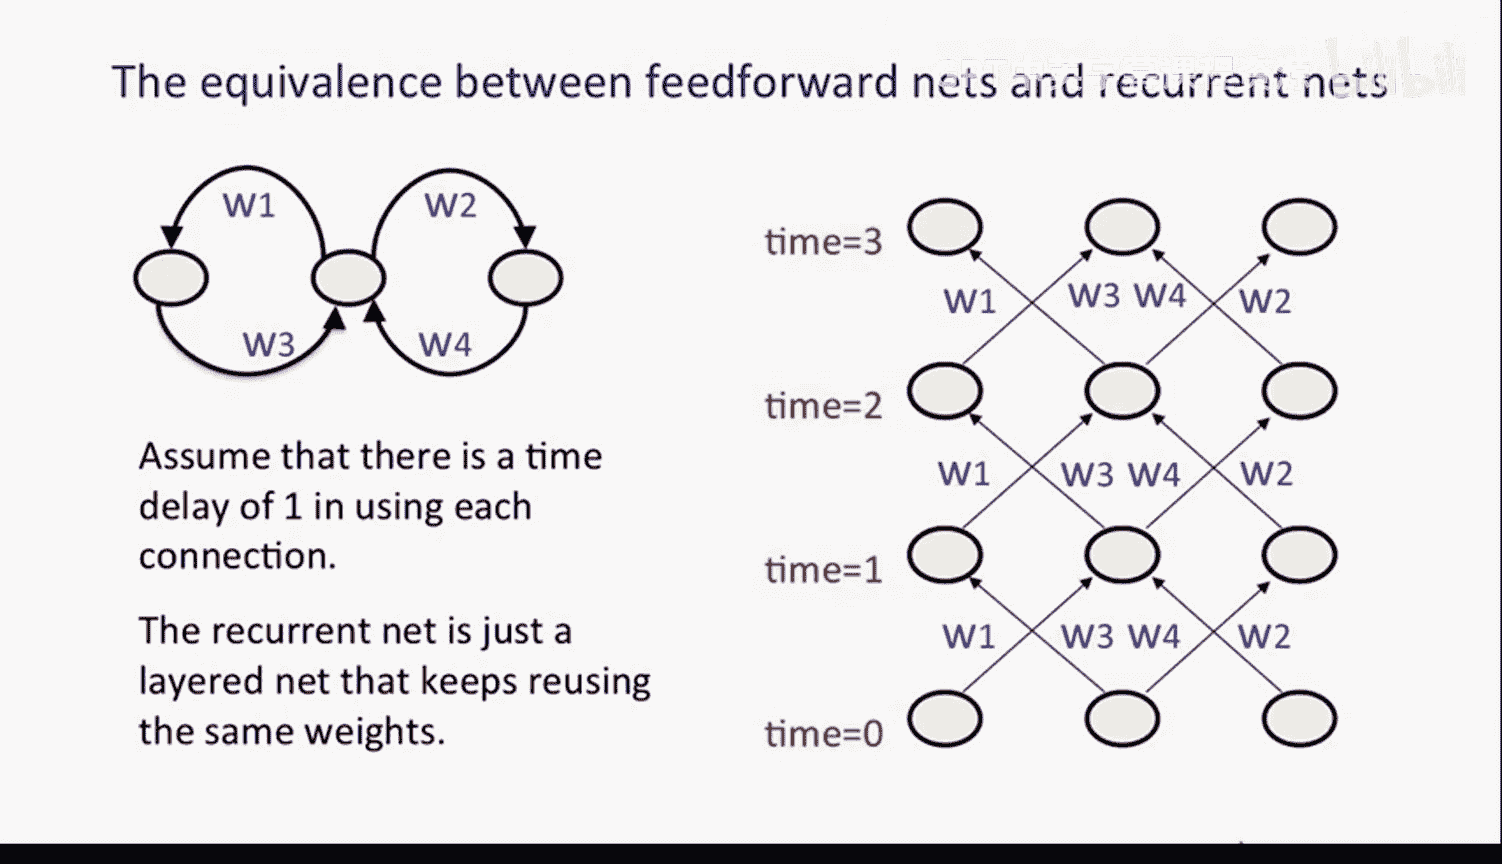 The equivalence between feedforward nets and recurrent nets
W1
W2
W3
W4
Assume that there is a time
delay of 1 in using each
connection.
The recurrent net is just a
layered net that keeps reusing
the same weights.
time=3
W1 W3 W4 W2
time=2
W1 W3 W4 W2
time=1
W1 W3 W4 W2
time=0